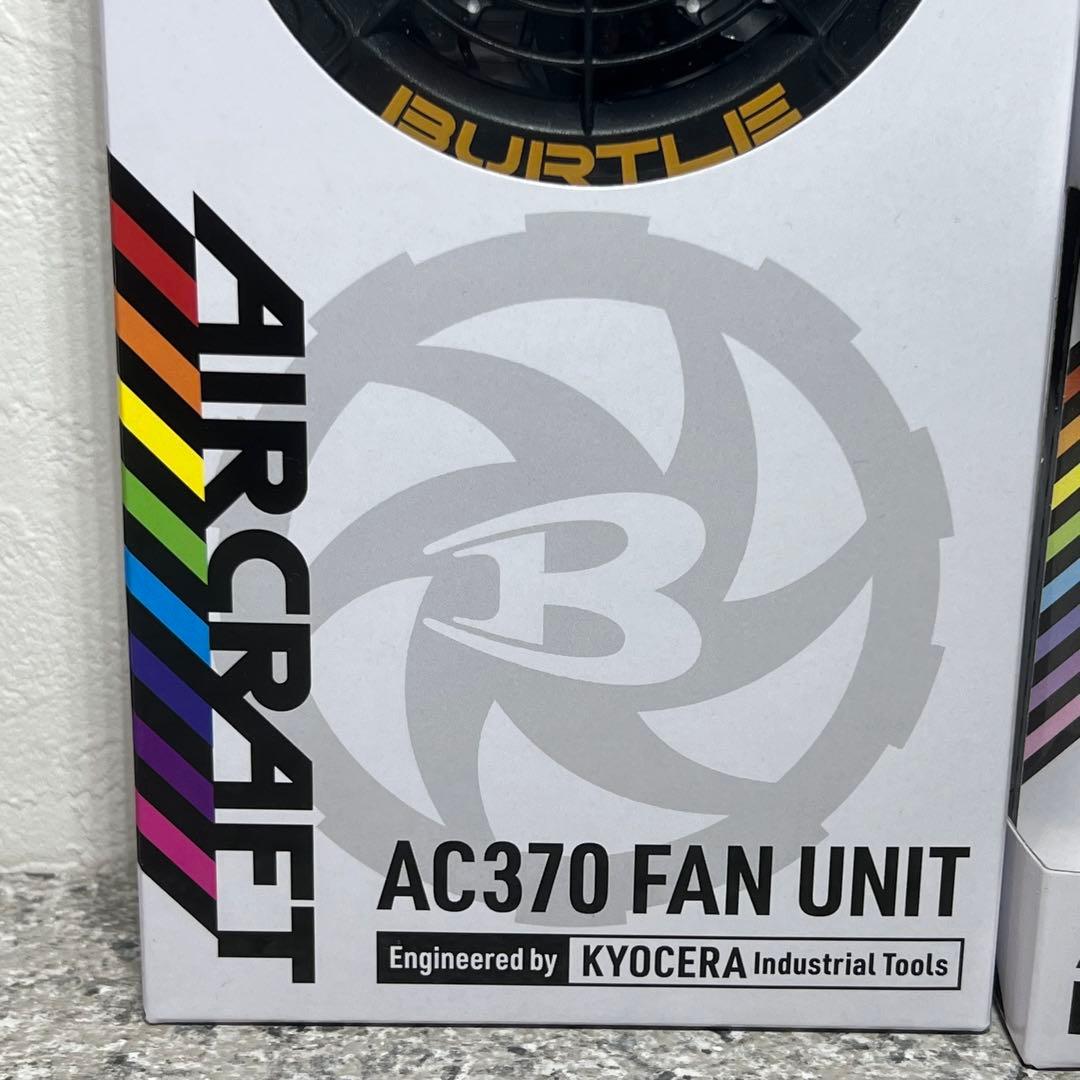 BURTLE
AIRCRAFT
B
AC370 FAN UNIT
Engineered by KYOCERA Industrial Tools